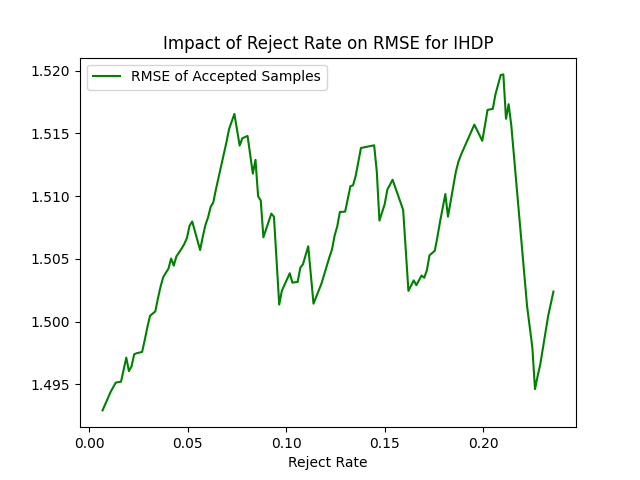 Impact of Reject Rate on RMSE for IHDP
RMSE of Accepted Samples
1.520
1.515
1.510
1.505
1.500
1.495
0.00 0.05 0.10 0.15 0.20
Reject Rate